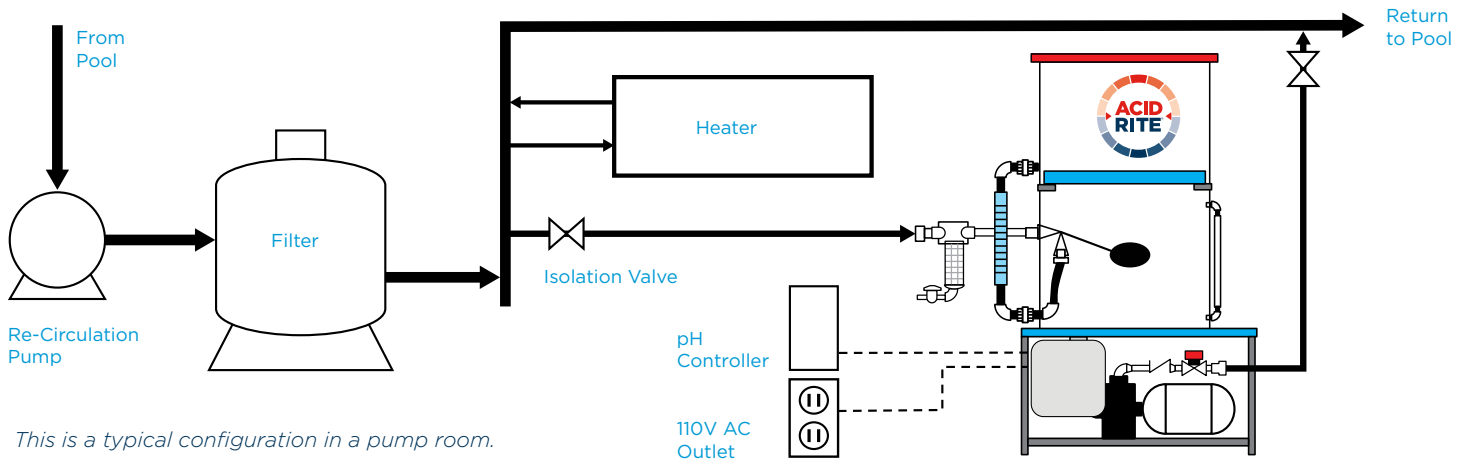 From
Pool
Return
to Pool
ACID
RITE
Heater
Filter
Isolation Valve
Re-Circulation
Pump
pH
Controller
110V AC
Outlet
This is a typical configuration in a pump room.